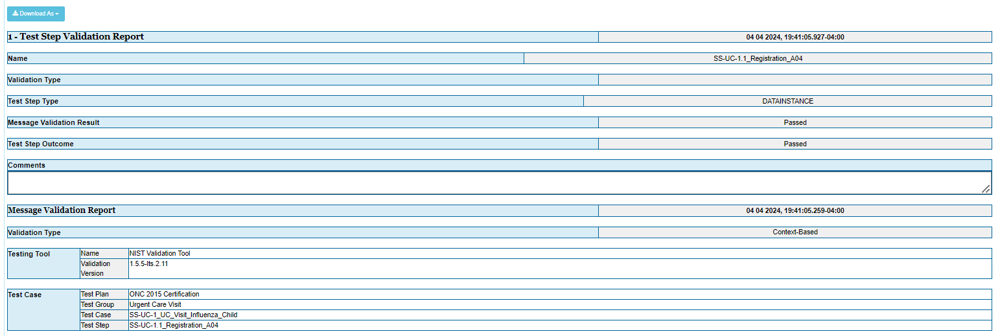 Download As
1 - Test Step Validation Report 04 04 2024, 19:41:05.927-04:00
Name SS-UC-1.1_Registration_A04
Validation Type
Test Step Type DATAINSTANCE
Message Validation Result Passed
Test Step Outcome Passed
Comments
Message Validation Report 04 04 2024, 19:41:05.259-04:00
Validation Type Context-Based
Testing Tool Name NIST Validation Tool
Validation 1.5.5-lts.2.11
Version
Test Case Test Plan ONC 2015 Certification
Test Group Urgent Care Visit
Test Case SS-UC-1_UC_Visit_Influenza_Child
Test Step SS-UC-1.1_Registration_A04